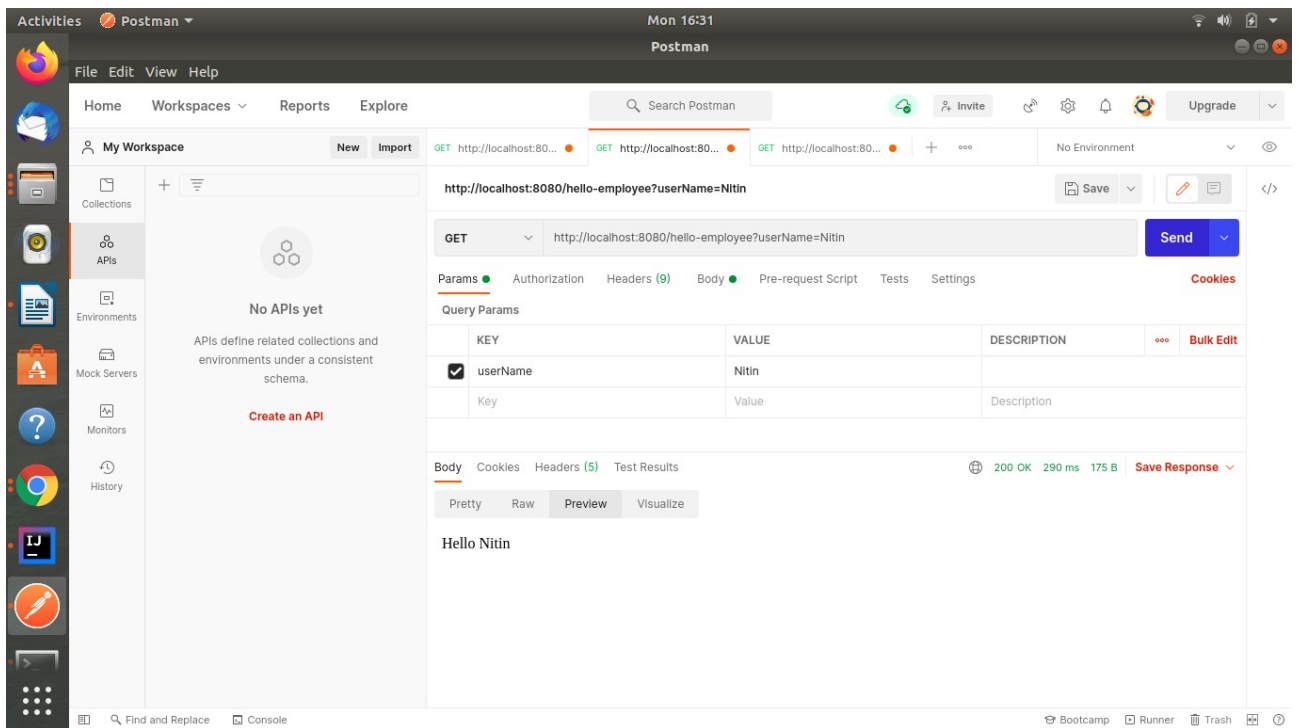 Activities Postman Mon 16:31
Postman
File Edit View Help
Home Workspaces Reports Explore Search Postman Invite Upgrade
My Workspace New Import GET http://localhost:80... GET http://localhost:80... GET http://localhost:80... No Environment
Collections
APIs
Environments
Mock Servers
Monitors
History
No APIs yet
APIs define related collections and
environments under a consistent
schema.
Create an API
http://localhost:8080/hello-employee?userName=Nitin Save
GET http://localhost:8080/hello-employee?userName=Nitin Send
Params Authorization Headers (9) Body Pre-request Script Tests Settings Cookies
Query Params
KEY VALUE DESCRIPTION Bulk Edit
userName Nitin
Key Value Description
Body Cookies Headers (5) Test Results 200 OK 290 ms 175 B Save Response
Pretty Raw Preview Visualize
Hello Nitin
Find and Replace Console Bootcamp Runner Trash